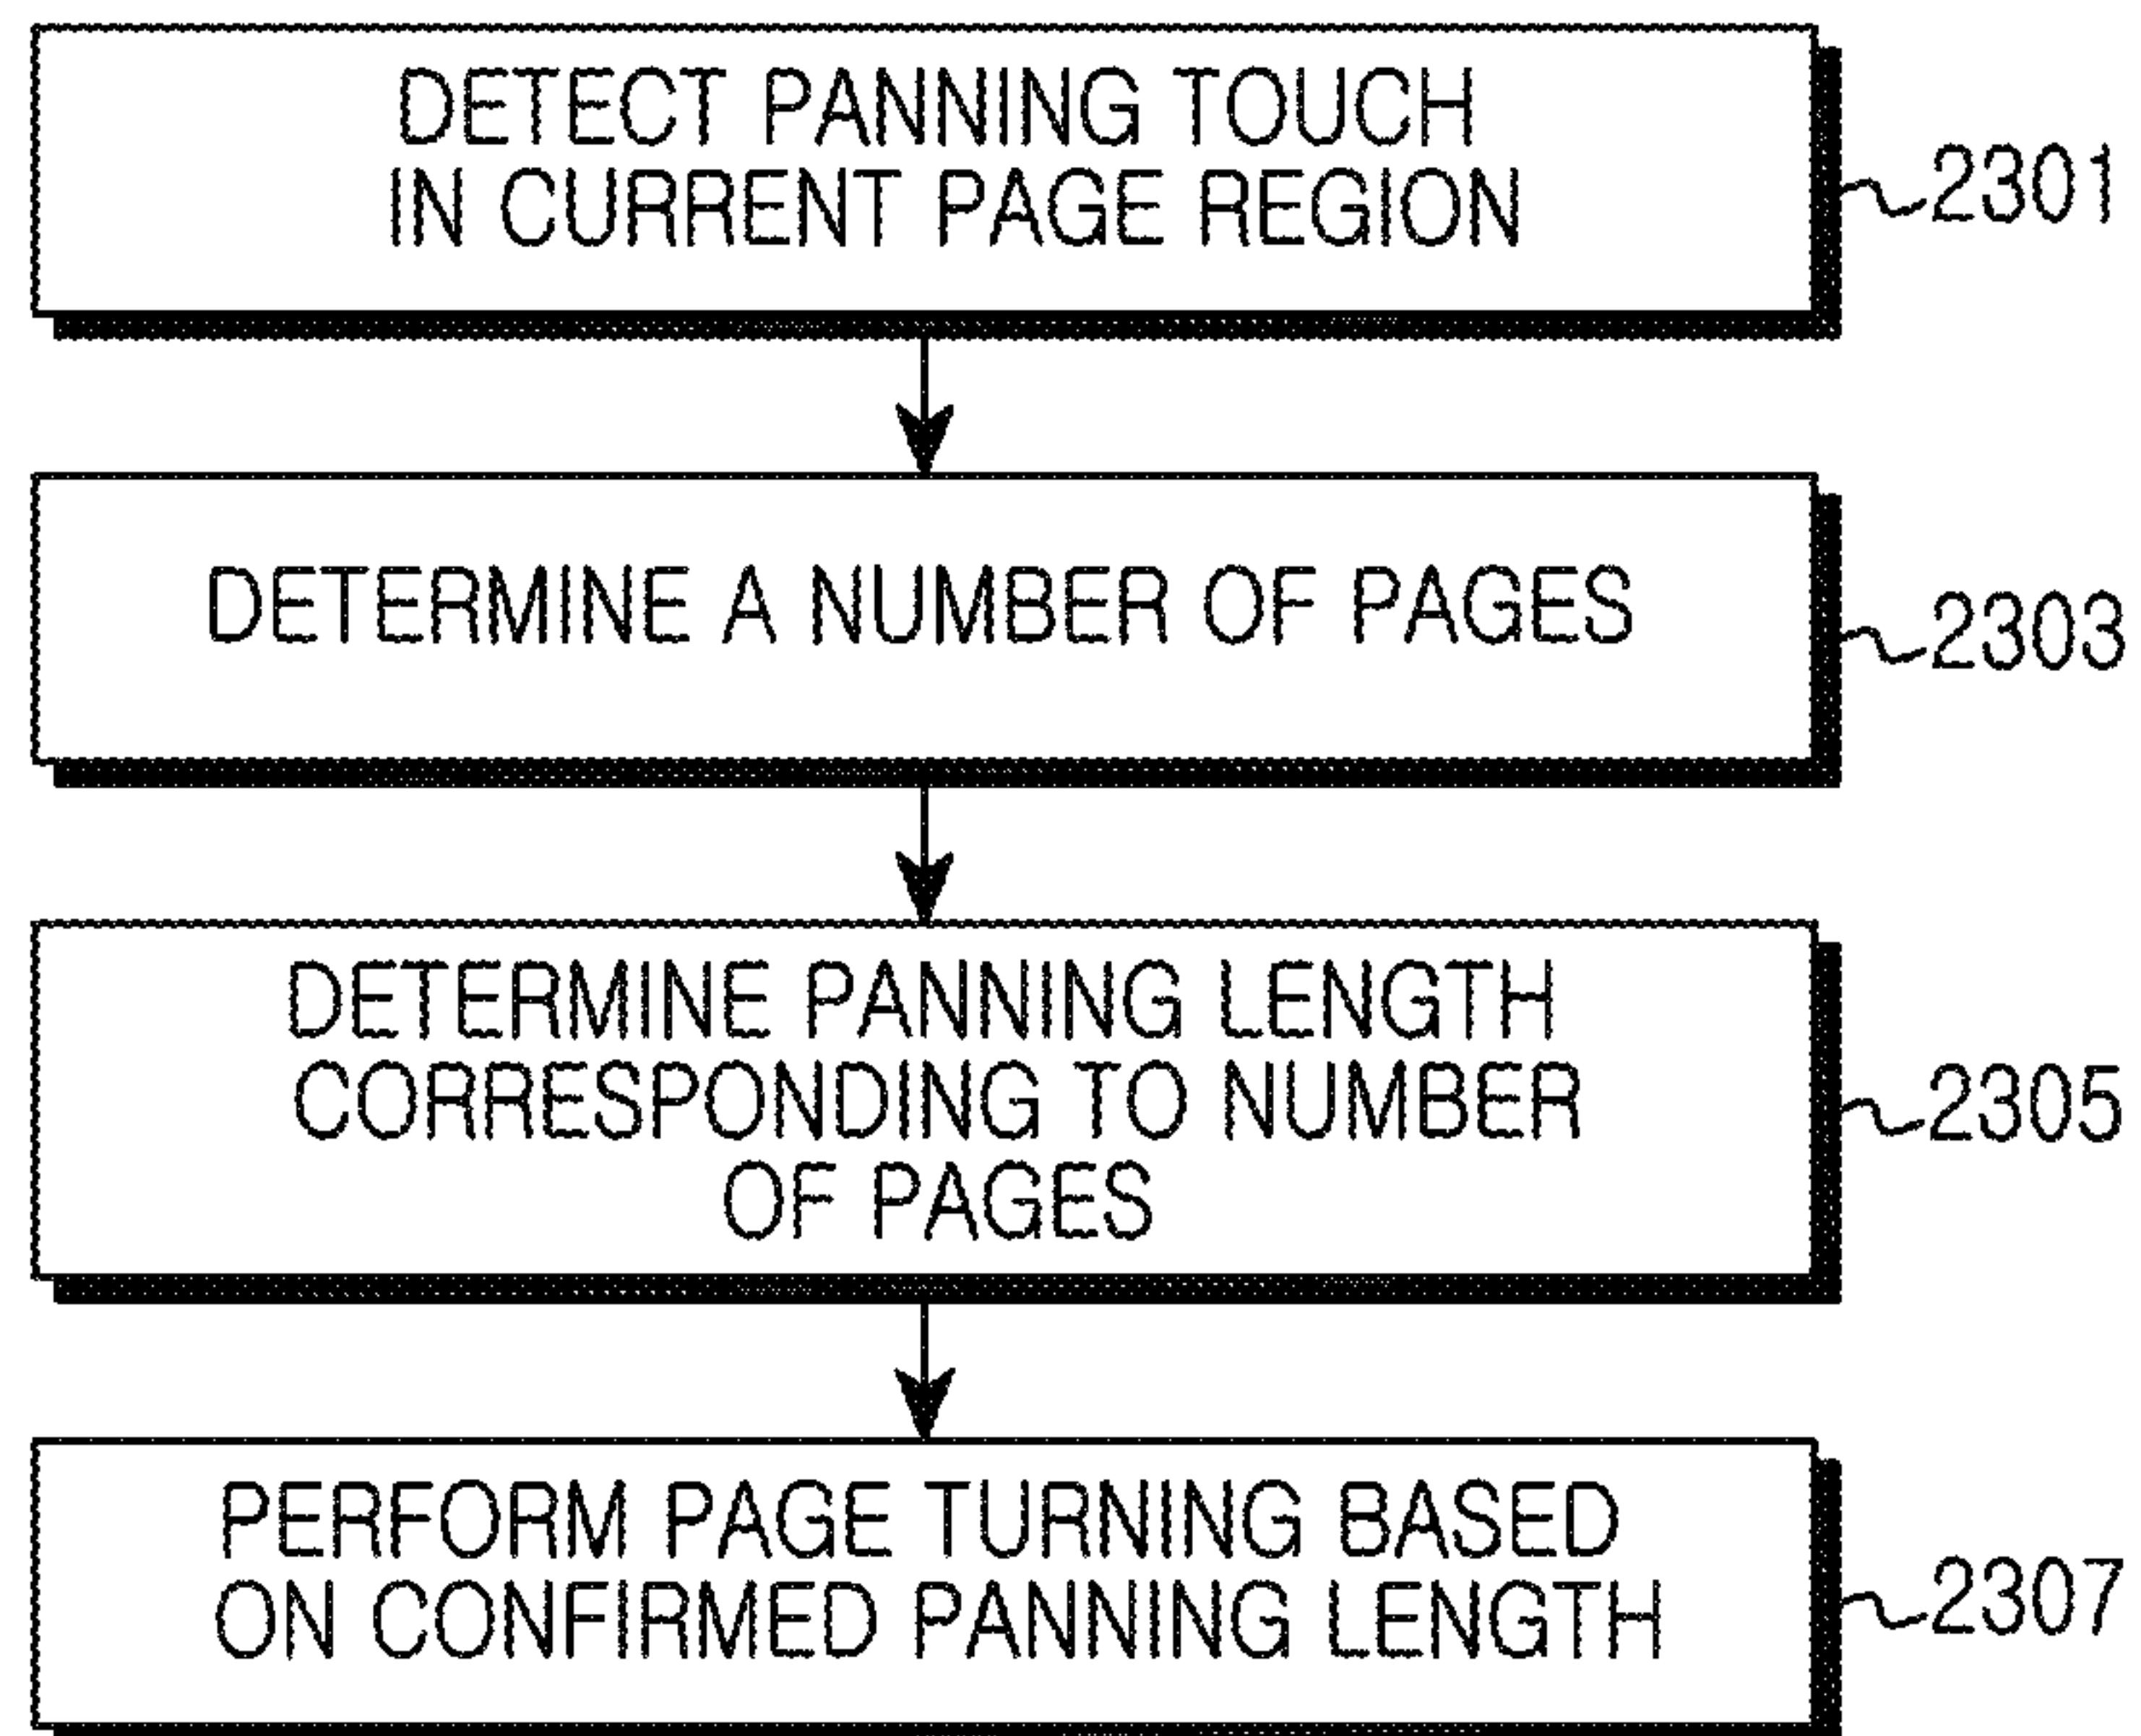 DETECT PANNING TOUCH
IN CURRENT PAGE REGION
2301
DETERMINE A NUMBER OF PAGES
2303
DETERMINE PANNING LENGTH
CORRESPONDING TO NUMBER
OF PAGES
2305
PERFORM PAGE TURNING BASED
ON CONFIRMED PANNING LENGTH
2307